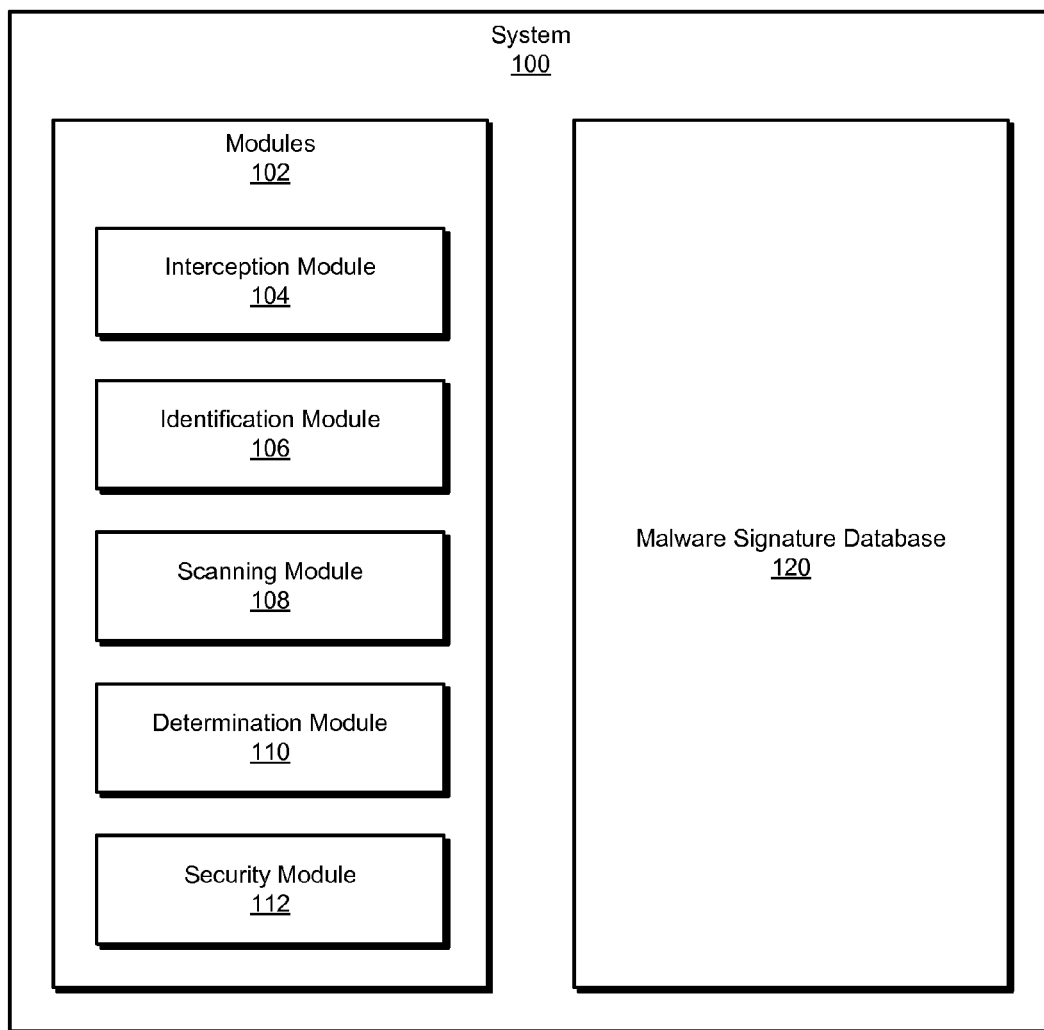 System
100
Modules
102
Interception Module
104
Identification Module
106
Scanning Module
108
Determination Module
110
Security Module
112
Malware Signature Database
120